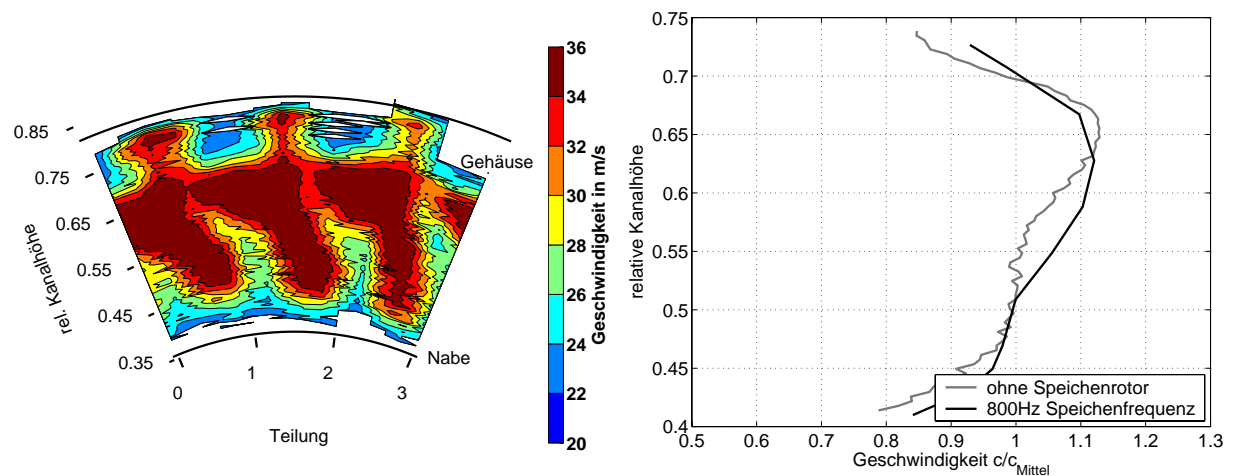 0.85
0.75
0.65
0.55
0.45
0.35
rel. Kanalhöhe
Gehäuse
Nabe
0
1
2
3
Teilung
36
34
32
30
28
26
24
22
20
Geschwindigkeit in m/s
0.75
0.7
0.65
0.6
0.55
0.5
0.45
0.4
relative Kanalhöhe
ohne Speichenrotor
800Hz Speichenfrequenz
0.5 0.6 0.7 0.8 0.9 1 1.1 1.2 1.3
Geschwindigkeit c/c_Mittel